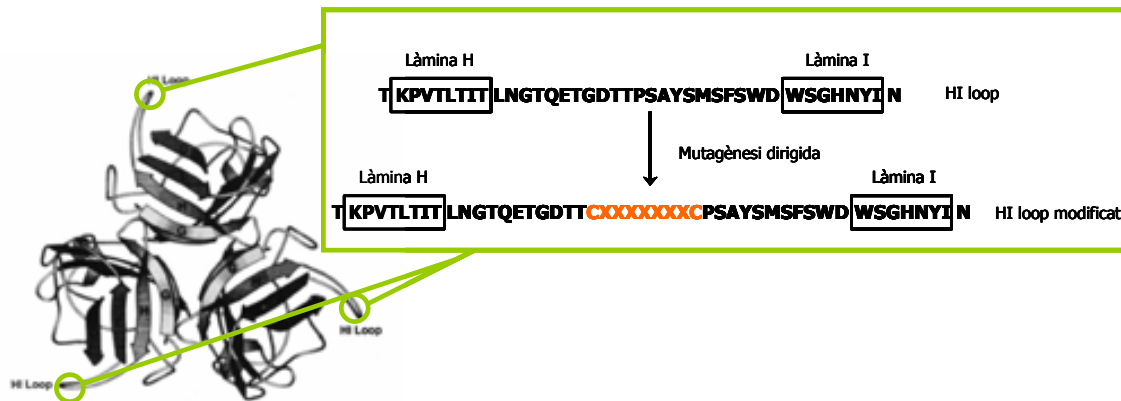 HI Loop
Làmina H Làmina I
T KPVTLTIT LNGTQETGDTTPSAYSMSFSWD WSGHNYI N HI loop
Mutagènesi dirigida
Làmina H Làmina I
T KPVTLTIT LNGTQETGDTTCXXXXXXXCPSAYSMSFSWD WSGHNYI N HI loop modificat
HI Loop
HI Loop